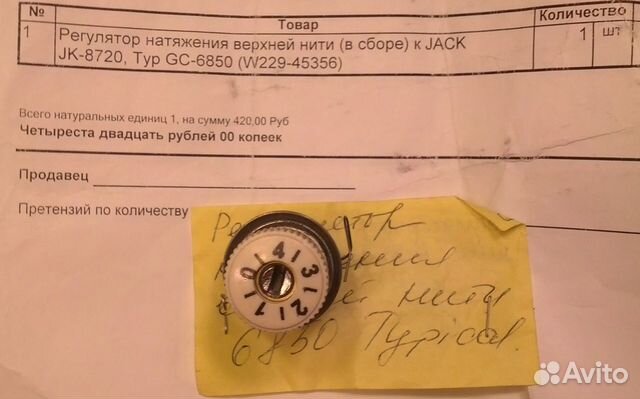 № Товар Количество
1 Регулятор натяжения верхней нити (в сборе) к JACK 1 шт
JK-8720, Typ GC-6850 (W229-45356)
Всего натуральных единиц 1, на сумму 420,00 Руб
Четыреста двадцать рублей 00 копеек
Продавец
Претензий по количеству
0 4 3 2 1
нити
6850 Typical.
Avito